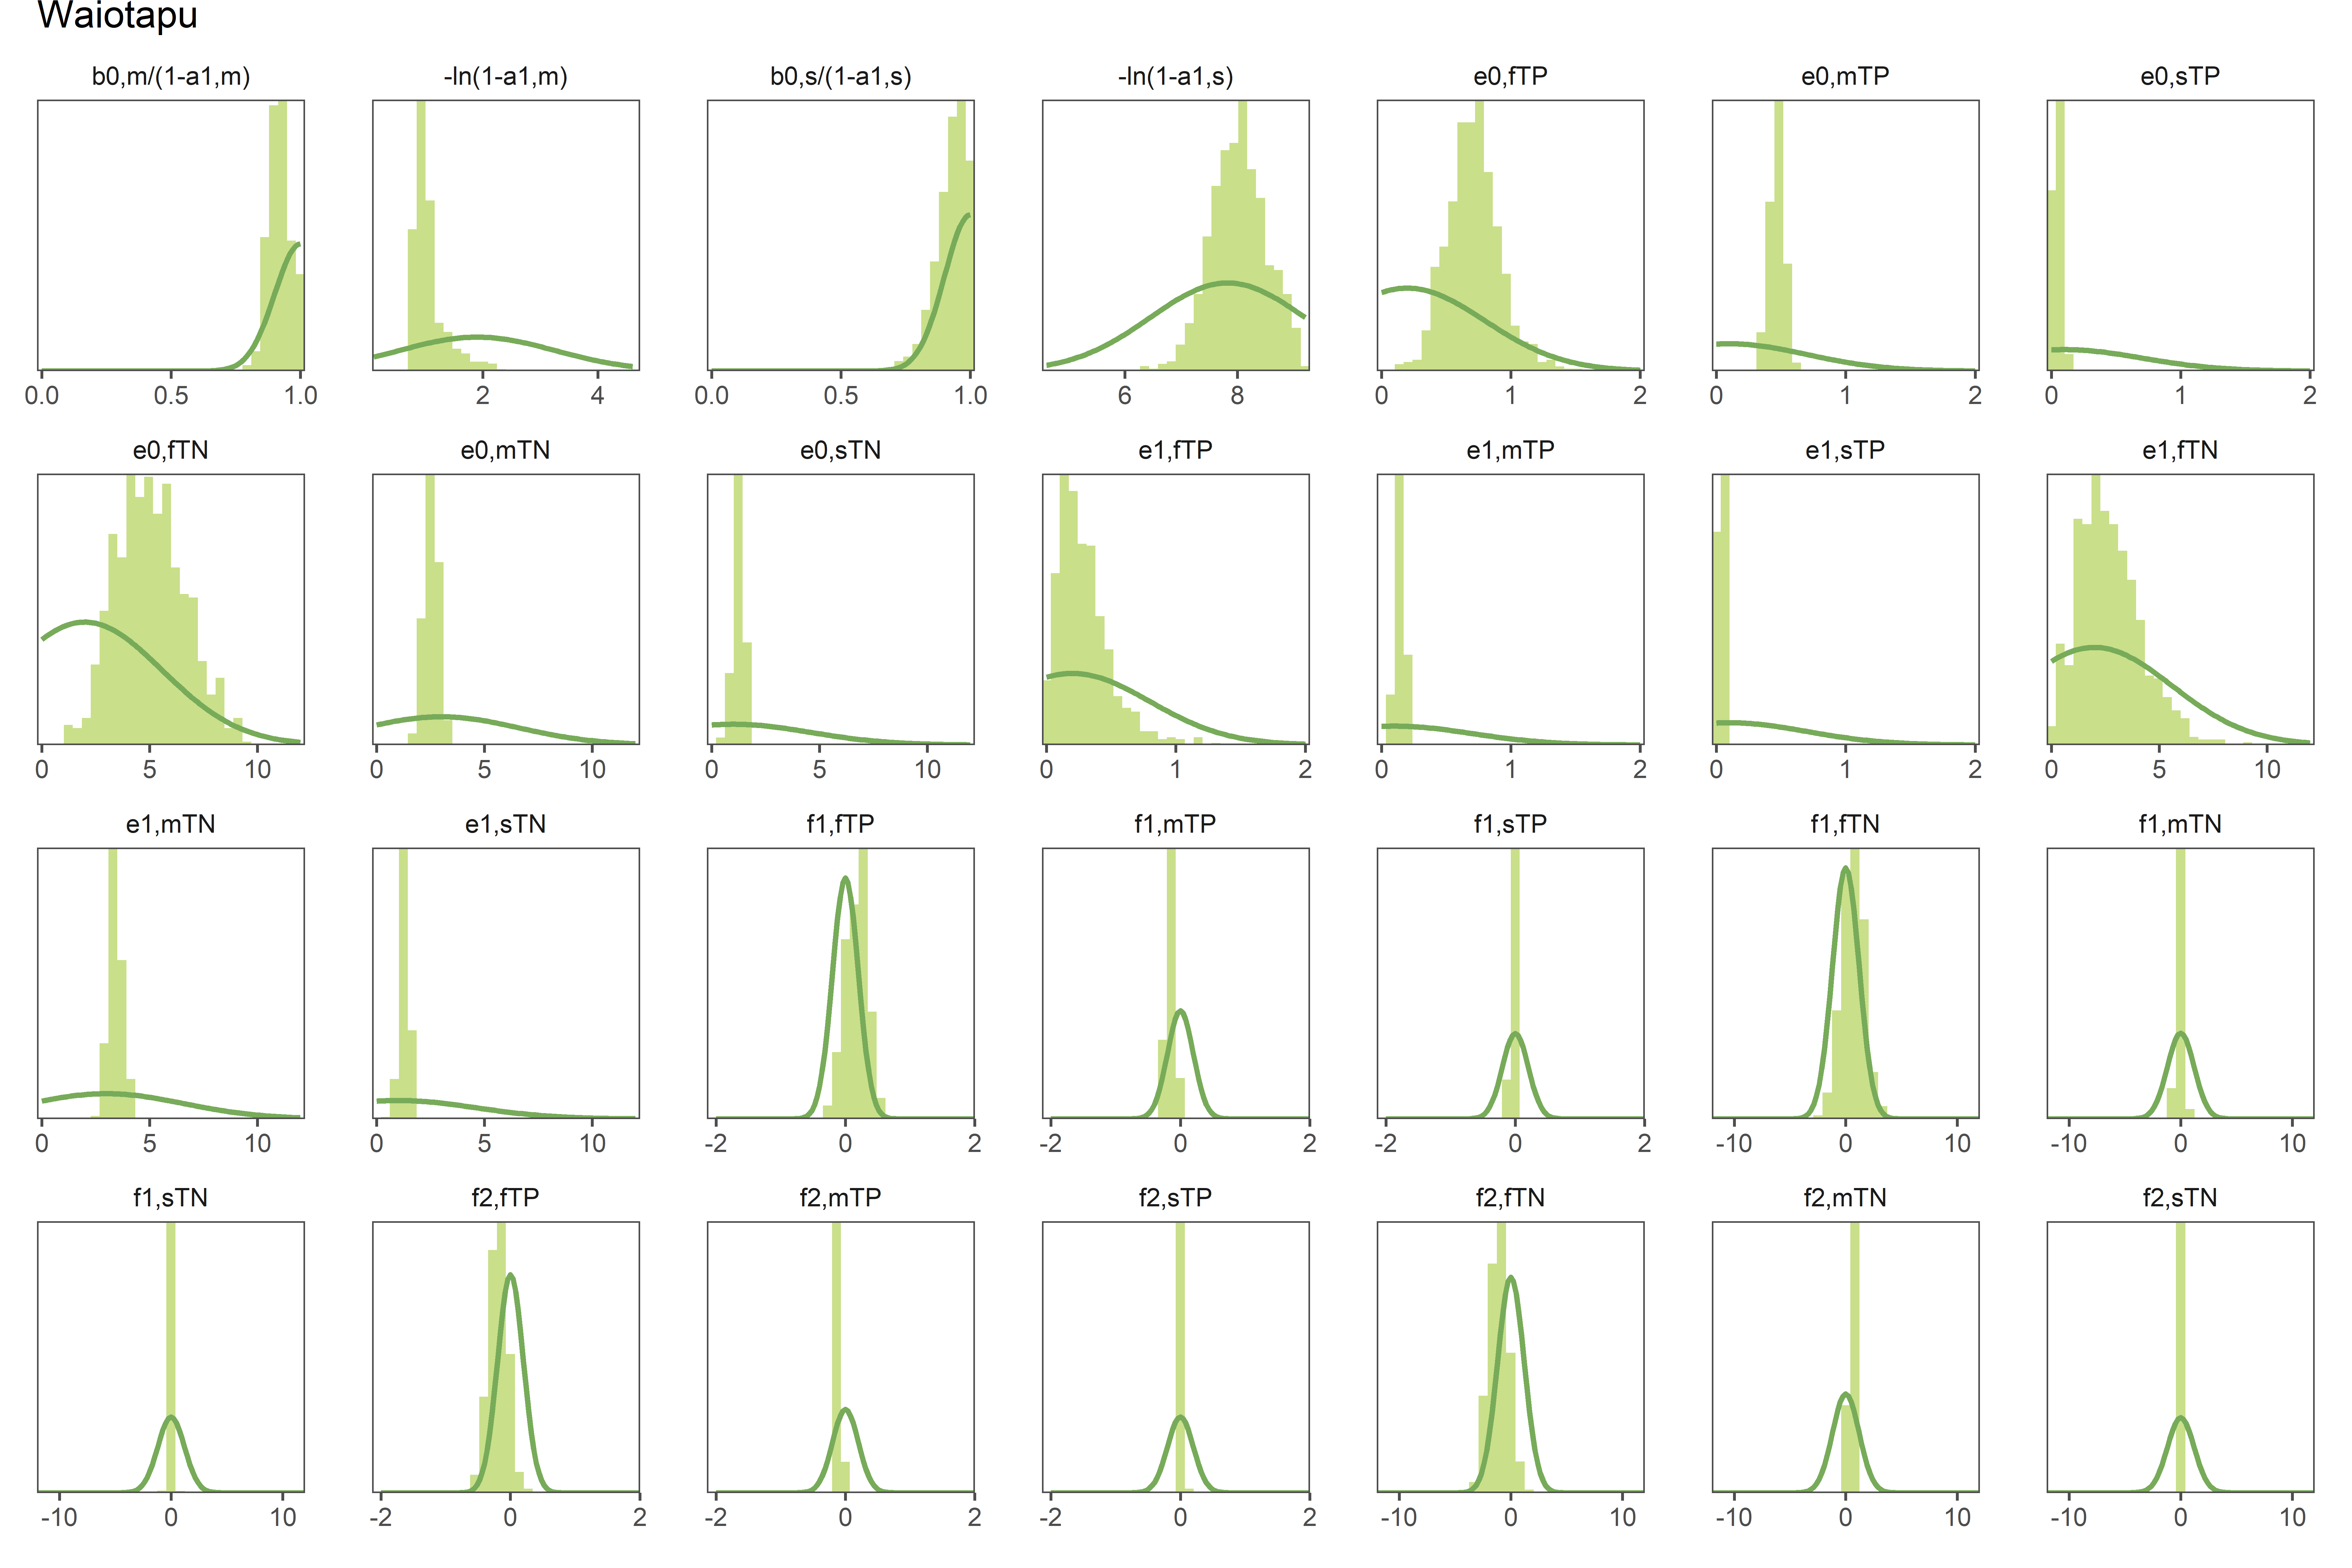 Waiotapu
b0,m/(1-a1,m) -ln(1-a1,m) b0,s/(1-a1,s) -ln(1-a1,s) e0,fTP e0,mTP e0,sTP
0.0 0.5 1.0 2 4 0.0 0.5 1.0 6 8 0 1 2 0 1 2 0 1 2
e0,fTN e0,mTN e0,sTN e1,fTP e1,mTP e1,sTP e1,fTN
0 5 10 0 5 10 0 5 10 0 1 2 0 1 2 0 1 2 0 5 10
e1,mTN e1,sTN f1,fTP f1,mTP f1,sTP f1,fTN f1,mTN
0 5 10 0 5 10 -2 0 2 -2 0 2 -2 0 2 -10 0 10 -10 0 10
f1,sTN f2,fTP f2,mTP f2,sTP f2,fTN f2,mTN f2,sTN
-10 0 10 -2 0 2 -2 0 2 -2 0 2 -10 0 10 -10 0 10 -10 0 10